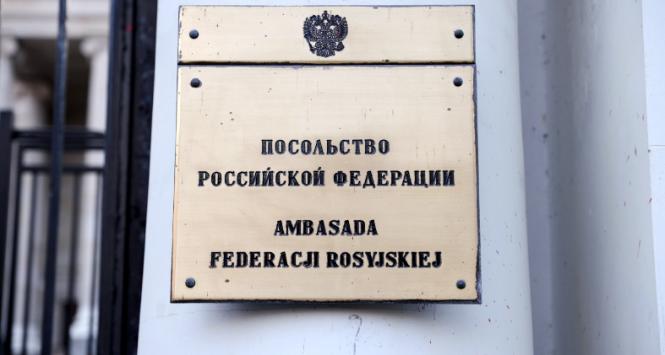 ПОСОЛЬСТВО
РОССИЙСКОЙ ФЕДЕРАЦИИ
AMBASADA
FEDERACJI ROSYJSKIEJ